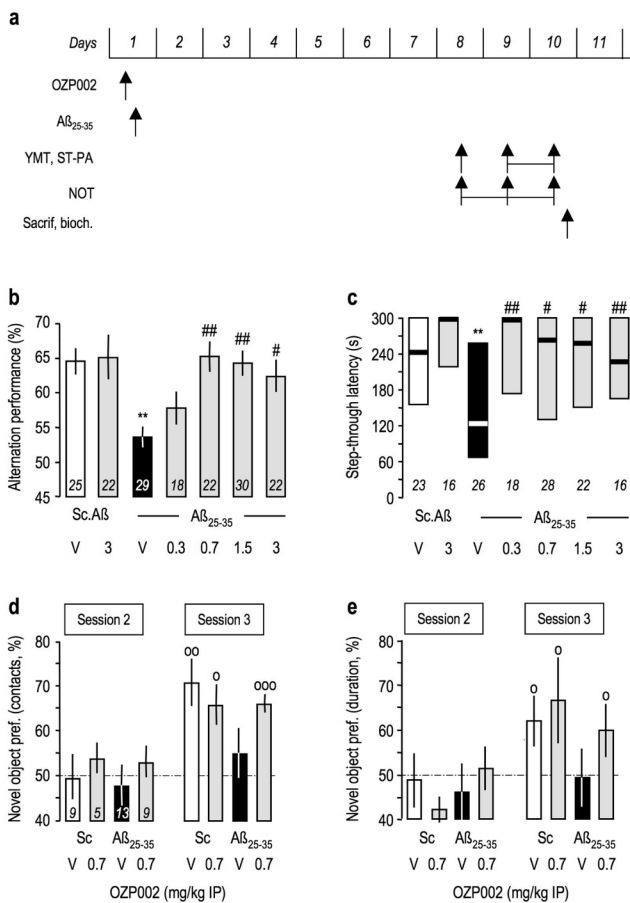 a
Days 1 2 3 4 5 6 7 8 9 10 11
OZP002
Aß25-35
YMT, ST-PA
NOT
Sacrif, bioch.
b
Alternation performance (%)
75
70
65
60
55
50
45
** ## ## #
25 22 29 18 22 30 22
Sc.Aß Aß25-35
V 3 V 0.3 0.7 1.5 3
c
Step-through latency (s)
300
240
180
120
60
0
** ## # # ##
23 16 26 18 28 22 16
Sc.Aß Aß25-35
V 3 V 0.3 0.7 1.5 3
d
Session 2 Session 3
Novel object pref. (contacts, %)
80
70
60
50
40
oo o ooo
9 5 13 9
Sc Aß25-35 Sc Aß25-35
V 0.7 V 0.7 V 0.7 V 0.7
OZP002 (mg/kg IP)
e
Session 2 Session 3
Novel object pref. (duration, %)
80
70
60
50
40
o o o
Sc Aß25-35 Sc Aß25-35
V 0.7 V 0.7 V 0.7 V 0.7
OZP002 (mg/kg IP)